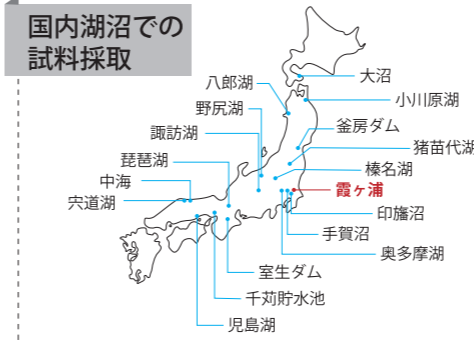 国内湖沼での
試料採取
大沼
八郎湖
小川原湖
野尻湖
釜房ダム
諏訪湖
猪苗代湖
琵琶湖
榛名湖
中海
霞ヶ浦
宍道湖
印旛沼
手賀沼
奥多摩湖
室生ダム
千苅貯水池
児島湖